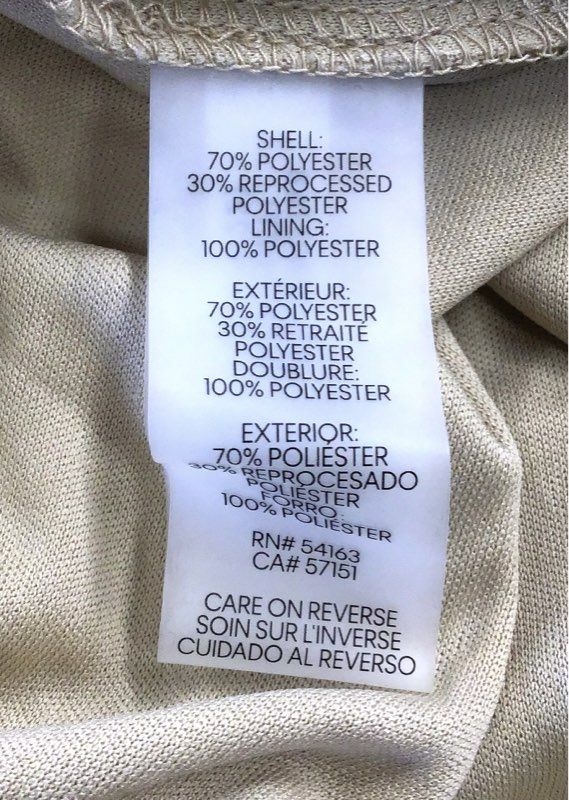 SHELL:
70% POLYESTER
30% REPROCESSED
POLYESTER
LINING:
100% POLYESTER
EXTÉRIEUR:
70% POLYESTER
30% RETRAITÉ
POLYESTER
DOUBLURE:
100% POLYESTER
EXTERIOR:
70% POLIÉSTER
30% REPROCESADO
POLIÉSTER
FORRO:
100% POLIÉSTER
RN# 54163
CA# 57151
CARE ON REVERSE
SOIN SUR L'INVERSE
CUIDADO AL REVERSO